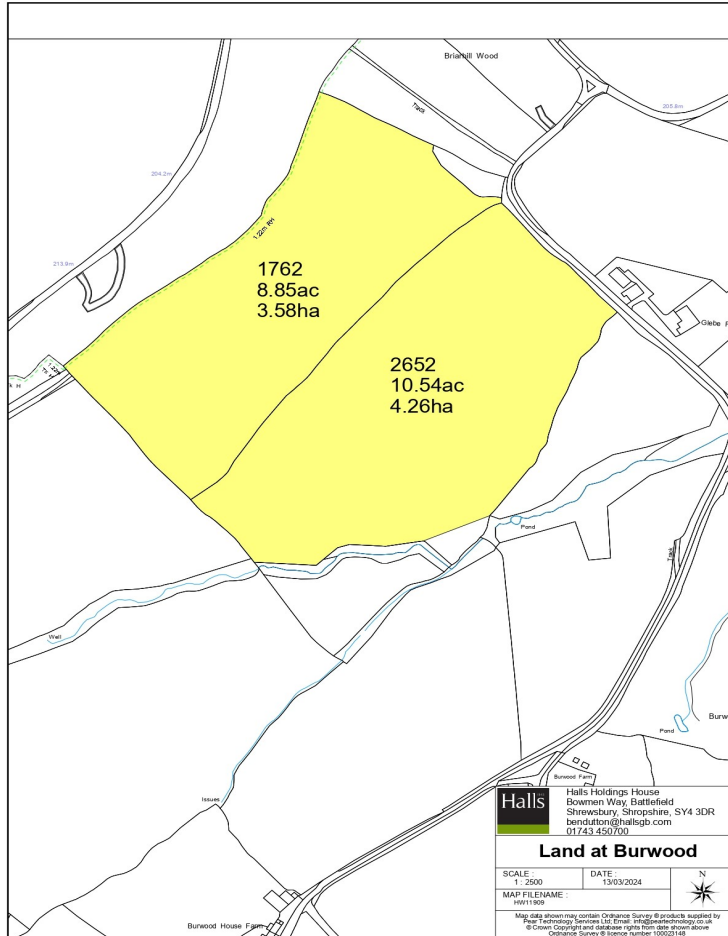 Briarhill Wood
Track
205.8m
204.2m
1.22m RH
213.9m
1762
8.85ac
3.58ha
Glebe F
2652
10.54ac
4.26ha
1.22m
k H
Pond
Track
Well
Pond
Burw
Burwood Farm
Issues
Burwood House Farm
Halls
Halls Holdings House
Bowmen Way, Battlefield
Shrewsbury, Shropshire, SY4 3DR
bendutton@hallsgb.com
01743 450700
Land at Burwood
SCALE :
1 : 2500
DATE :
13/03/2024
N
MAP FILENAME :
HW11909
Map data shown may contain Ordnance Survey ® products supplied by
Pear Technology Services Ltd; Email: info@peartechnology.co.uk
© Crown Copyright and database rights from date shown above
Ordnance Survey ® licence number 100023148